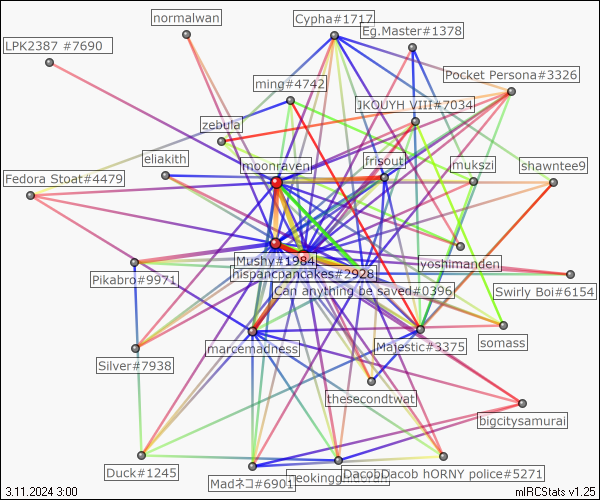 normalwan
Cypha#1717
Eg.Master#1378
LPK2387 #7690
Pocket Persona#3326
ming#4742
JKOUYH VIII#7034
zebula
eliakith
moonraven
frisout
mukszi
shawntee9
Fedora Stoat#4479
Mushy#1984
yoshimanden
Pikabro#9971
hispancpancakes#2928
Can anything be saved#0396
Swirly Boi#6154
marcemadness
Majestic#3375
somass
Silver#7938
thesecondtwat
bigcitysamurai
Duck#1245
Madネコ#6901
DacobDacob hORNY police#5271
3.11.2024 3:00
mIRCStats v1.25